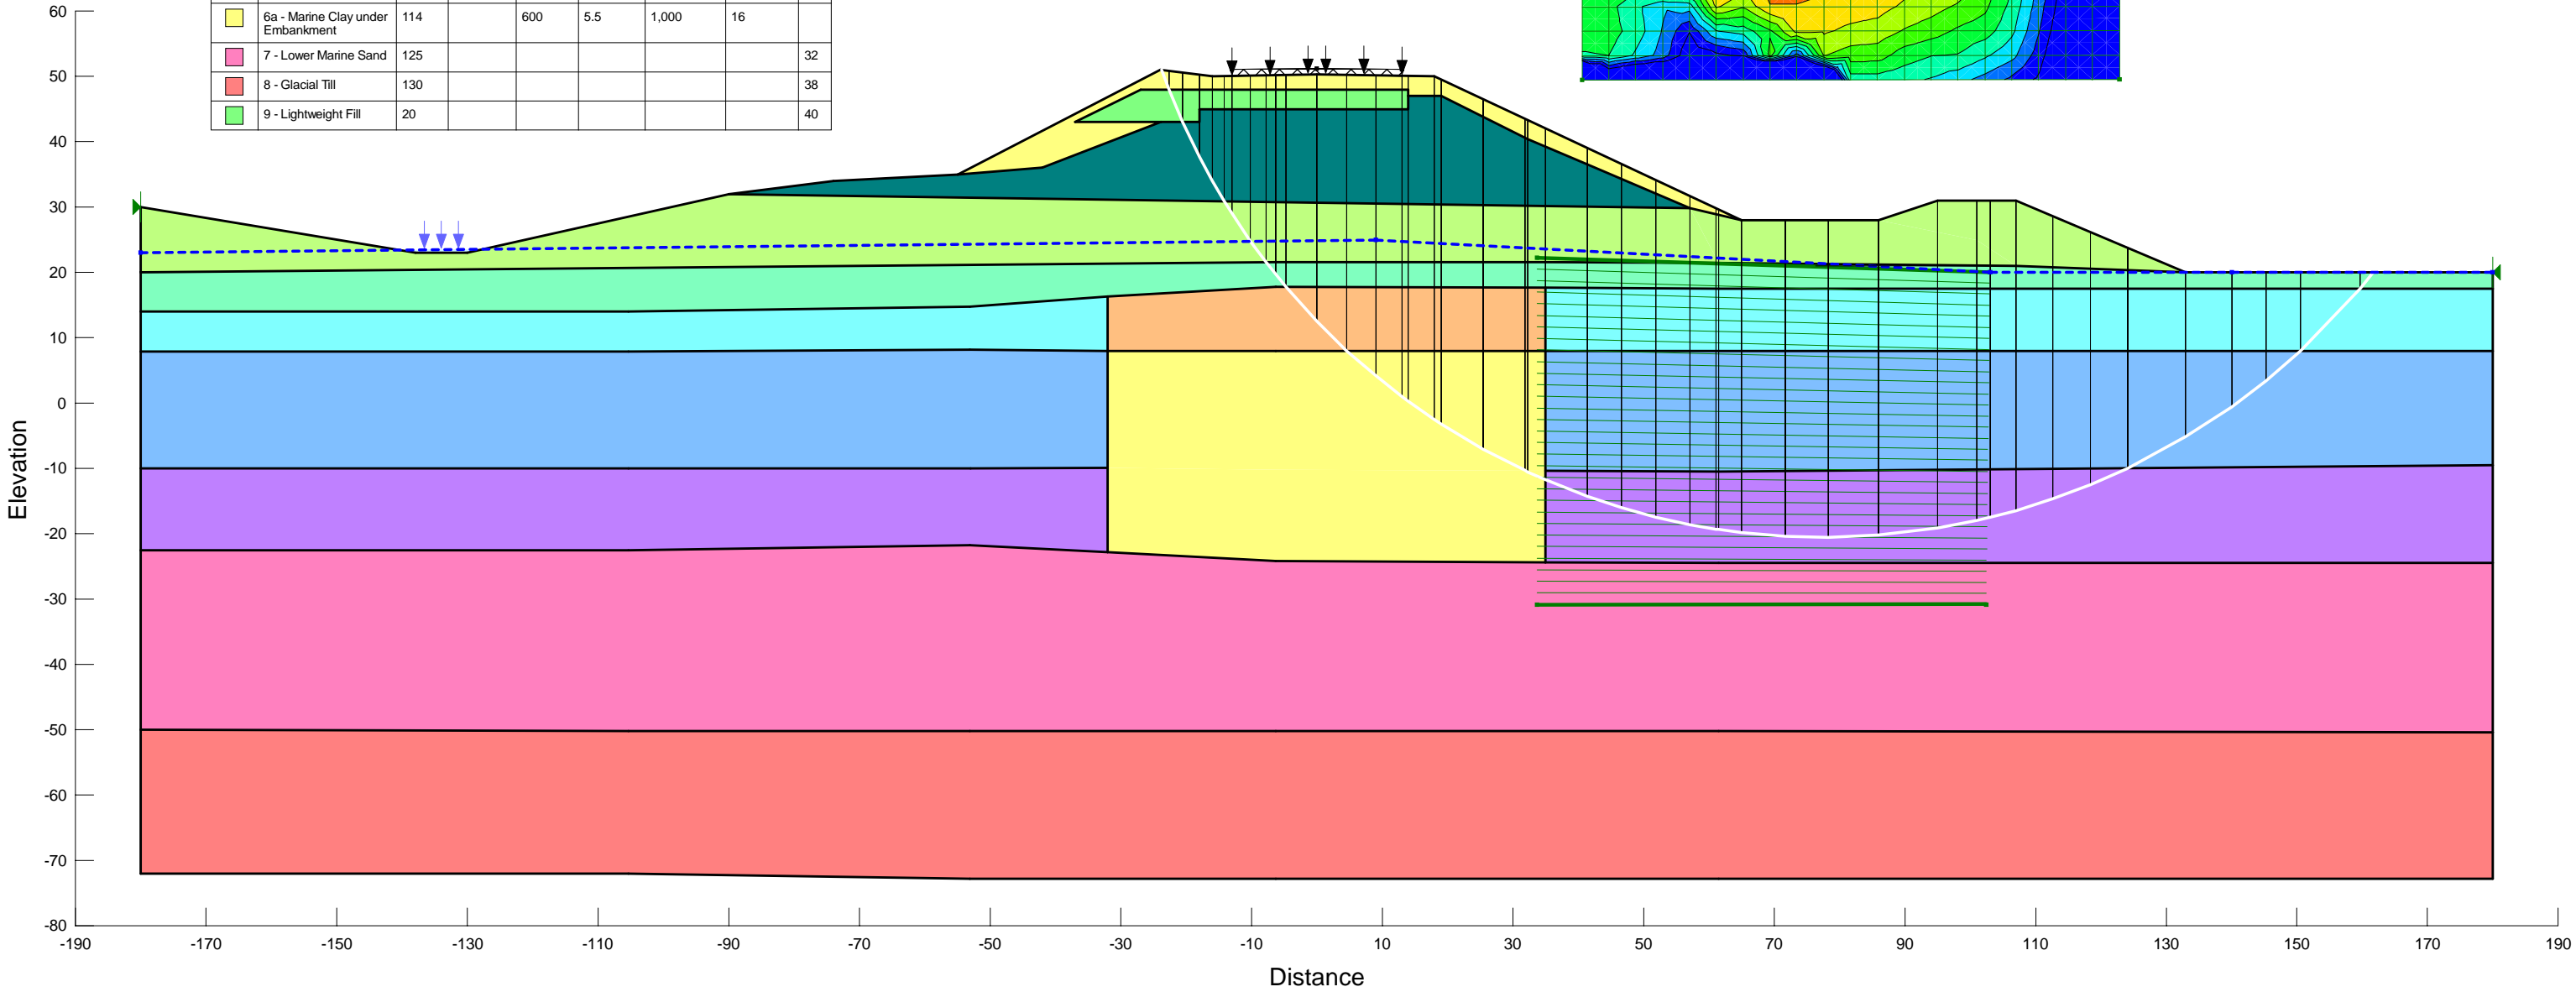 6a - Marine Clay under Embankment 114 600 5.5 1,000 16
7 - Lower Marine Sand 125 32
8 - Glacial Till 130 38
9 - Lightweight Fill 20 40
60
50
40
30
20
10
0
-10
-20
-30
-40
-50
-60
-70
-80
Elevation
-190 -170 -150 -130 -110 -90 -70 -50 -30 -10 10 30 50 70 90 110 130 150 170 190
Distance